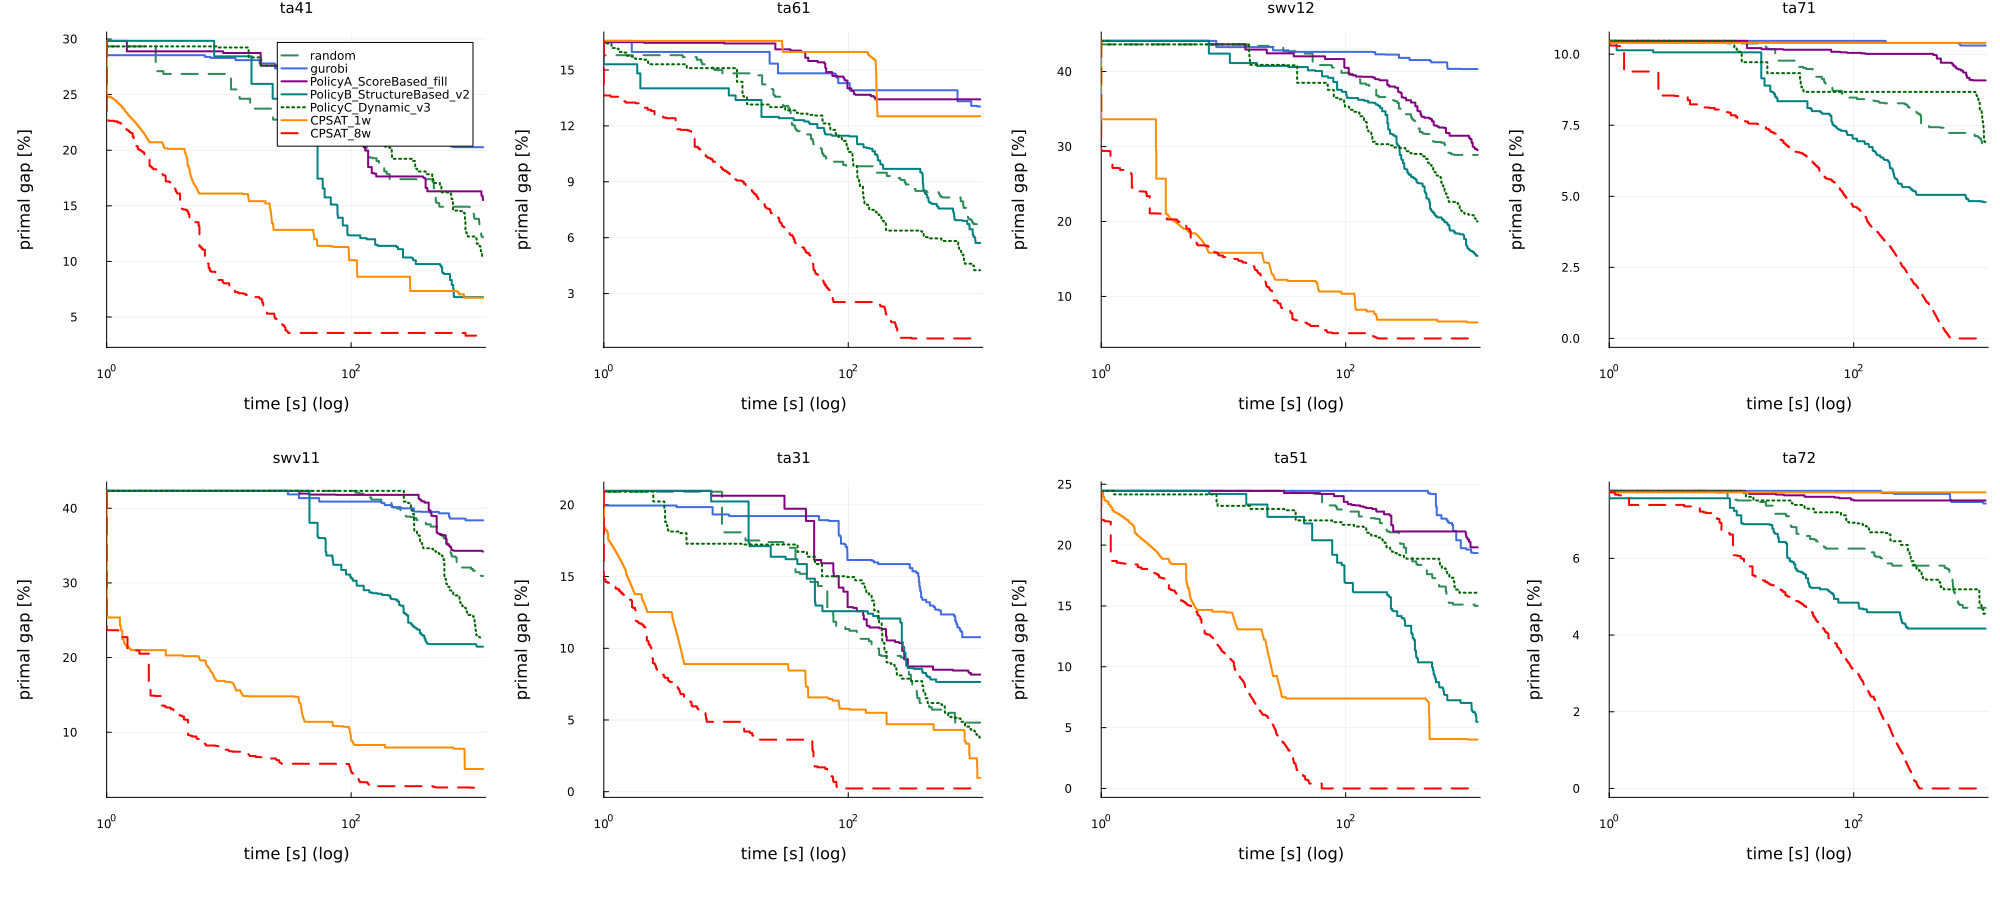 ta41
primal gap [%]
30
25
20
15
10
5
10⁰
10²
time [s] (log)
random
gurobi
PolicyA_ScoreBased_fill
PolicyB_StructureBased_v2
PolicyC_Dynamic_v3
CPSAT_1w
CPSAT_8w
ta61
primal gap [%]
15
12
9
6
3
10⁰
10²
time [s] (log)
swv12
primal gap [%]
40
30
20
10
10⁰
10²
time [s] (log)
ta71
primal gap [%]
10.0
7.5
5.0
2.5
0.0
10⁰
10²
time [s] (log)
swv11
primal gap [%]
40
30
20
10
10⁰
10²
time [s] (log)
ta31
primal gap [%]
20
15
10
5
0
10⁰
10²
time [s] (log)
ta51
primal gap [%]
25
20
15
10
5
0
10⁰
10²
time [s] (log)
ta72
primal gap [%]
6
4
2
0
10⁰
10²
time [s] (log)